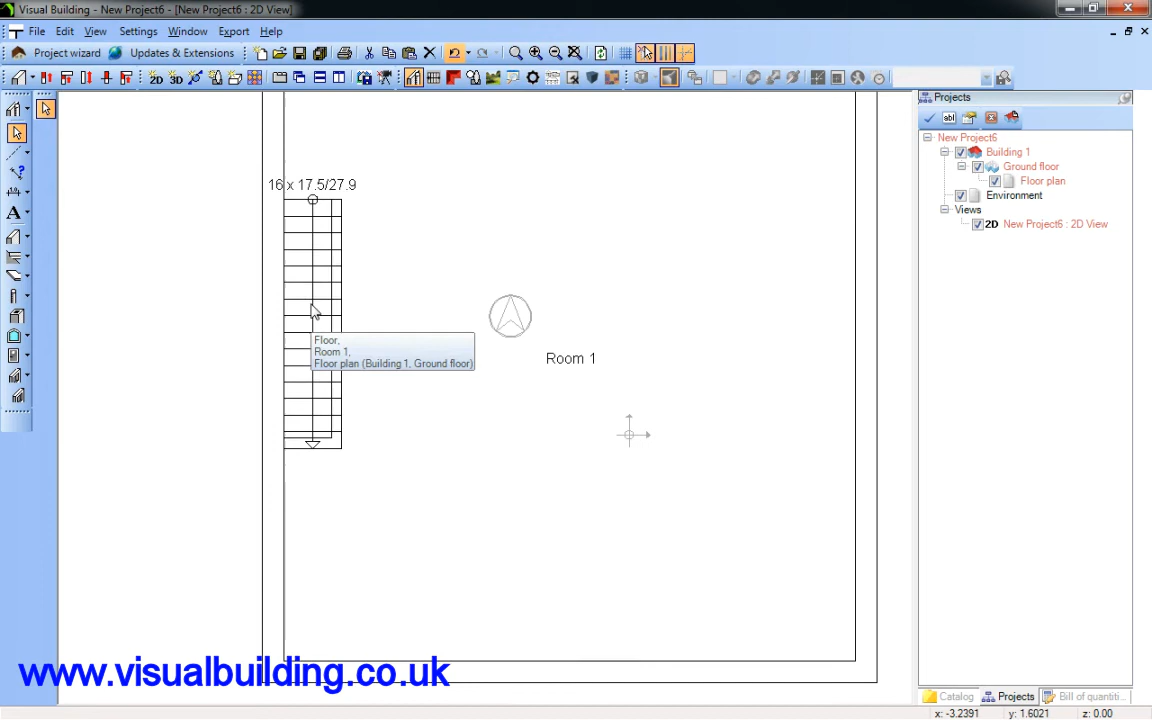 Visual Building - New Project6 - [New Project6 : 2D View]
File Edit View Settings Window Export Help
Project wizard Updates & Extensions
2D 3D
abl
Projects
New Project6
Building 1
Ground floor
Floor plan
Environment
Views
2D New Project6 : 2D View
16 x 17.5/27.9
Floor,
Room 1,
Floor plan (Building 1, Ground floor)
Room 1
A
www.visualbuilding.co.uk
Catalog Projects Bill of quantiti...
x: -3.2391 y: 1.6021 z: 0.00